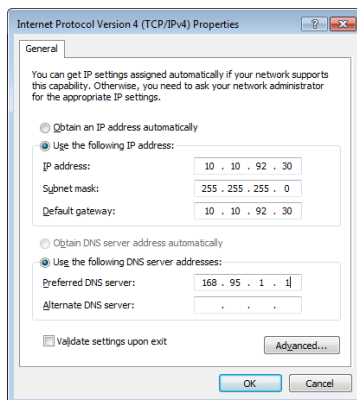 Internet Protocol Version 4 (TCP/IPv4) Properties
General
You can get IP settings assigned automatically if your network supports
this capability. Otherwise, you need to ask your network administrator
for the appropriate IP settings.
Obtain an IP address automatically
Use the following IP address:
IP address: 10 . 10 . 92 . 30
Subnet mask: 255 . 255 . 255 . 0
Default gateway: 10 . 10 . 92 . 30
Obtain DNS server address automatically
Use the following DNS server addresses:
Preferred DNS server: 168 . 95 . 1 . 1
Alternate DNS server: . . .
Validate settings upon exit
Advanced...
OK Cancel